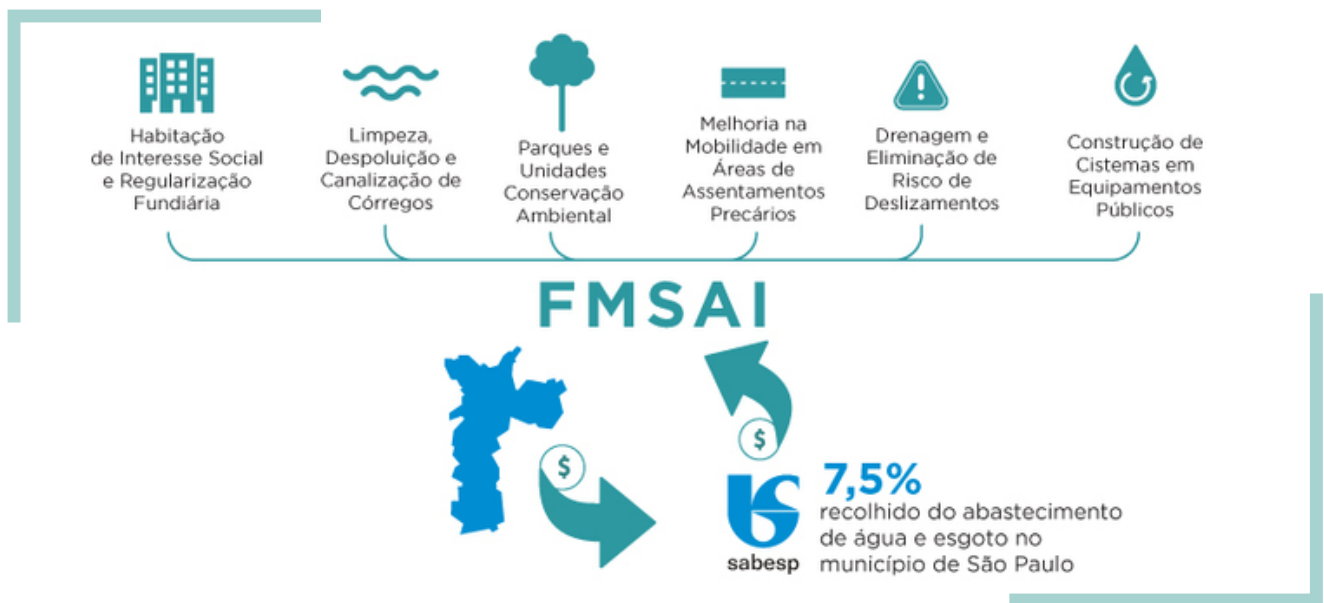 Habitação
de Interesse Social
e Regularização
Fundiária
Limpeza,
Despoluição e
Canalização de
Córregos
Parques e
Unidades
Conservação
Ambiental
Melhoria na
Mobilidade em
Áreas de
Assentamentos
Precários
Drenagem e
Eliminação de
Risco de
Deslizamentos
Construção de
Cistemas em
Equipamentos
Públicos
FMSAI
$
$
sabesp
7,5%
recolhido do abastecimento
de água e esgoto no
município de São Paulo